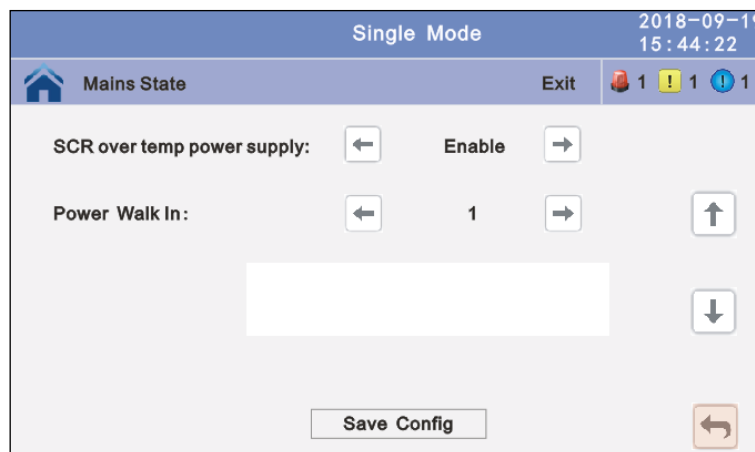 Single Mode
2018-09-19
15:44:22
Mains State Exit 1 ! 1 ! 1
SCR over temp power supply: Enable
Power Walk In: 1
Save Config